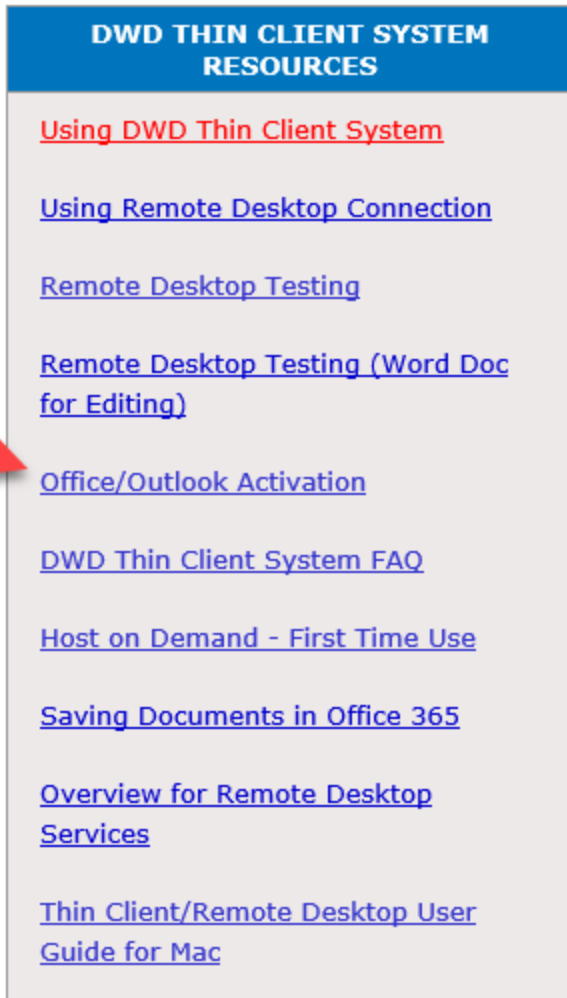 DWD THIN CLIENT SYSTEM
RESOURCES
Using DWD Thin Client System
Using Remote Desktop Connection
Remote Desktop Testing
Remote Desktop Testing (Word Doc
for Editing)
Office/Outlook Activation
DWD Thin Client System FAQ
Host on Demand - First Time Use
Saving Documents in Office 365
Overview for Remote Desktop
Services
Thin Client/Remote Desktop User
Guide for Mac